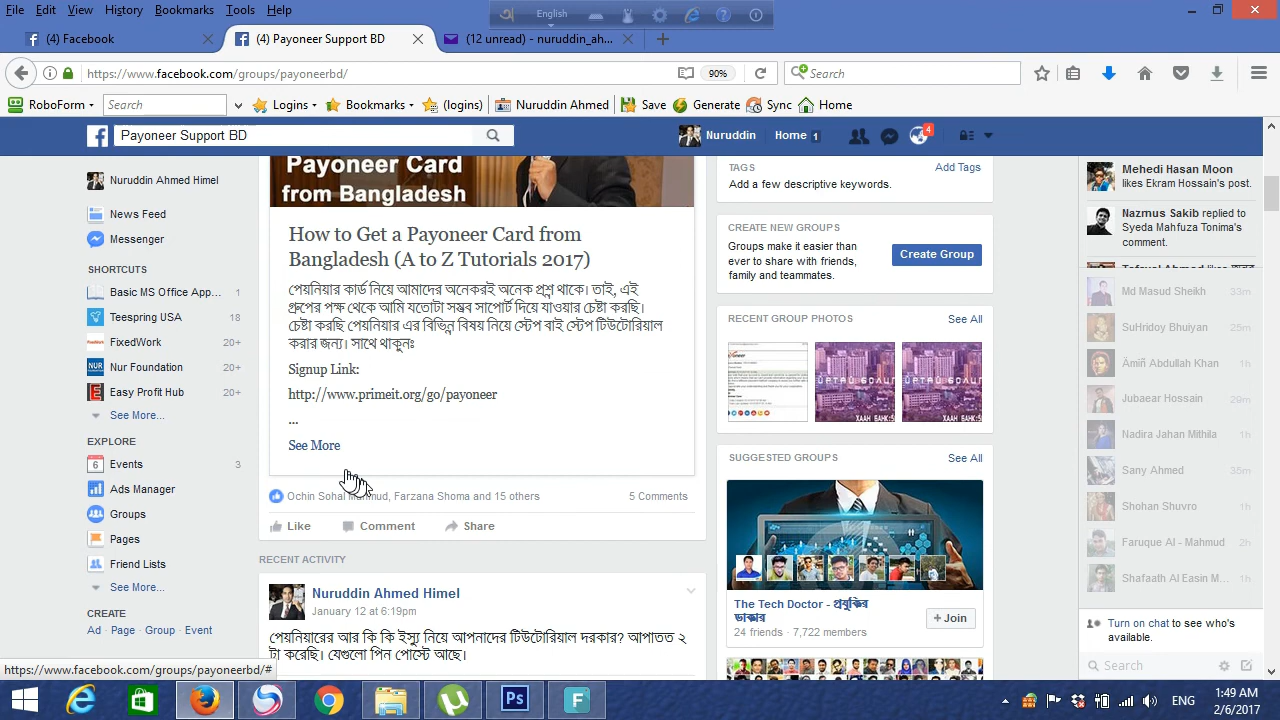 File Edit View History Bookmarks Tools Help
English
(4) Facebook
(4) Payoneer Support BD
(12 unread) - nuruddin_ah...
https://www.facebook.com/groups/payoneerbd/
90%
Search
RoboForm
Search
Logins
Bookmarks
(logins)
Nuruddin Ahmed
Save
Generate
Sync
Home
Payoneer Support BD
Nuruddin
Home 1
4
Nuruddin Ahmed Himel
News Feed
Messenger
SHORTCUTS
Basic MS Office App... 1
Teespring USA 18
FixedWork 20+
Nur Foundation 20+
Easy Profit Hub 20+
See More...
EXPLORE
Events 3
Ads Manager
Groups
Pages
Friend Lists
See More...
CREATE
Ad · Page · Group · Event
https://www.facebook.com/groups/payoneerbd/#
Payoneer Card
from Bangladesh
How to Get a Payoneer Card from
Bangladesh (A to Z Tutorials 2017)
পেয়নিয়ার কার্ড নিয়ে আমাদের অনেকরই অনেক প্রশ্ন থাকে। তাই, এই
গ্রুপের পক্ষ থেকে আমি যতোটা সম্ভব সাপোর্ট দিয়ে যাওয়ার চেষ্টা করছি।
চেষ্টা করছি পেয়নিয়ার এর বিভিন্ন বিষয় নিয়ে স্টেপ বাই স্টেপ টিউটোরিয়াল
করার জন্য। সাথে থাকুনঃ
Signup Link:
http://www.primeit.org/go/payoneer
...
See More
Ochin Sohal Mahmud, Farzana Shoma and 15 others
5 Comments
Like
Comment
Share
RECENT ACTIVITY
Nuruddin Ahmed Himel
January 12 at 6:19pm
পেয়নিয়ারের আর কি কি ইস্যু নিয়ে আপনাদের টিউটোরিয়াল দরকার? আপাতত ২
টা করেছি। যেগুলো পিন পোস্টে আছে।
TAGS
Add Tags
Add a few descriptive keywords.
CREATE NEW GROUPS
Groups make it easier than
ever to share with friends,
family and teammates.
Create Group
RECENT GROUP PHOTOS
See All
SUGGESTED GROUPS
See All
The Tech Doctor - প্রযুক্তির
ডাক্তার
24 friends · 7,722 members
+ Join
Mehedi Hasan Moon
likes Ekram Hossain's post.
Nazmus Sakib replied to
Syeda Mahfuza Tonima's
comment.
Md Masud Sheikh 33m
SuHridoy Bhuiyan 25m
Ämïñ Abdullah Khan 1h
Jubaear Hossain 29m
Nadira Jahan Mithila 1h
Sany Ahmed 35m
Shohan Shuvro 1h
Faruque Al - Mahmud 2h
Shafaath Al Easin M... 1h
Turn on chat to see who's
available.
Search
ENG
1:49 AM
2/6/2017